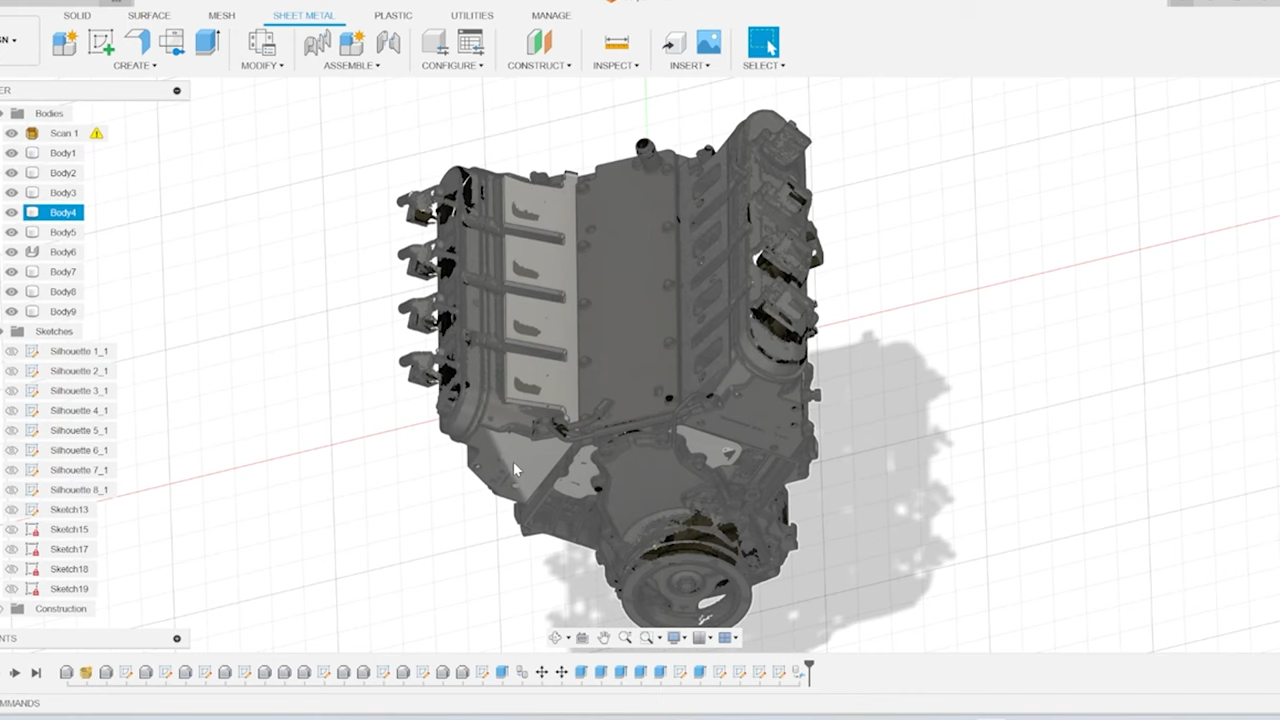 SOLID SURFACE MESH SHEET METAL PLASTIC UTILITIES MANAGE
CREATE MODIFY ASSEMBLE CONFIGURE CONSTRUCT INSPECT INSERT SELECT
Bodies
Scan 1
Body1
Body2
Body3
Body4
Body5
Body6
Body7
Body8
Body9
Sketches
Silhouette 1_1
Silhouette 2_1
Silhouette 3_1
Silhouette 4_1
Silhouette 5_1
Silhouette 6_1
Silhouette 7_1
Silhouette 8_1
Sketch13
Sketch15
Sketch17
Sketch18
Sketch19
Construction
NTS
MMANDS